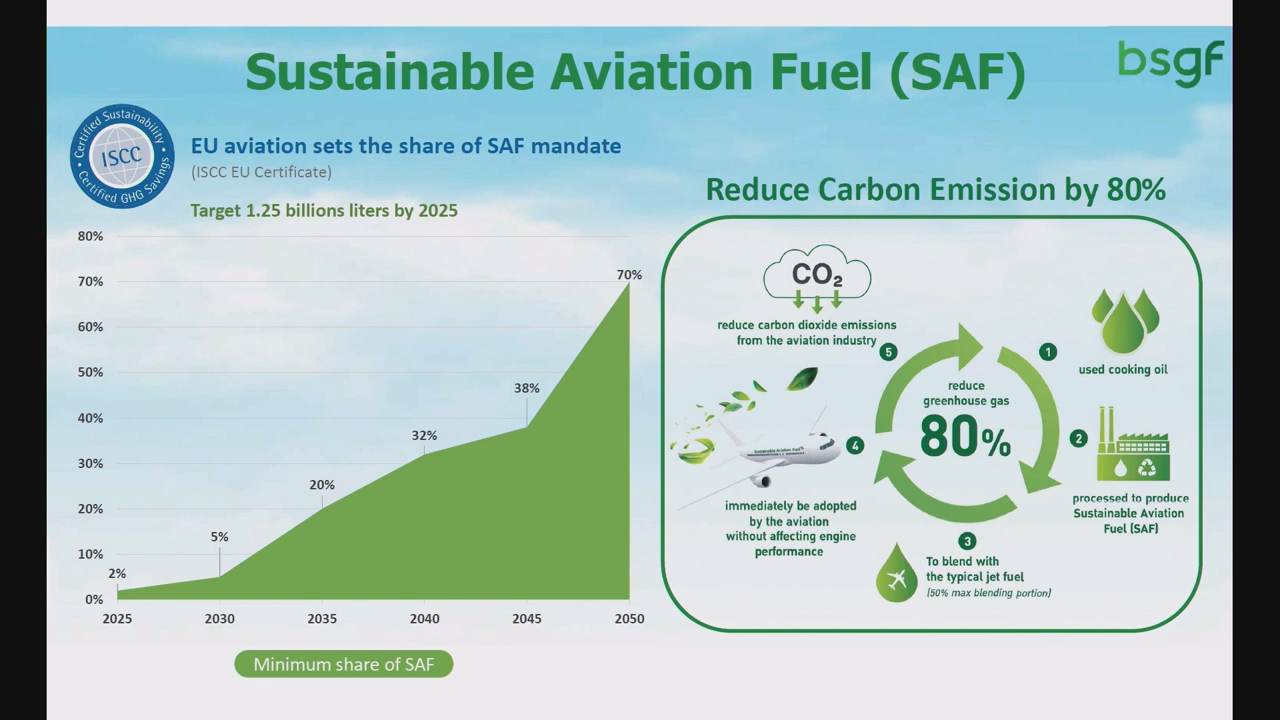 Sustainable Aviation Fuel (SAF)
bsgf
Certified Sustainability
ISCC
Certified GHG Savings
EU aviation sets the share of SAF mandate
(ISCC EU Certificate)
Target 1.25 billions liters by 2025
80%
70%
60%
50%
40%
30%
20%
10%
0%
2%
5%
20%
32%
38%
70%
2025 2030 2035 2040 2045 2050
Minimum share of SAF
Reduce Carbon Emission by 80%
CO₂
reduce carbon dioxide emissions
from the aviation industry
5
1
used cooking oil
reduce
greenhouse gas
80%
2
processed to produce
Sustainable Aviation
Fuel (SAF)
3
To blend with
the typical jet fuel
(50% max blending portion)
4
Sustainable Aviation Fuel
immediately be adopted
by the aviation
without affecting engine
performance